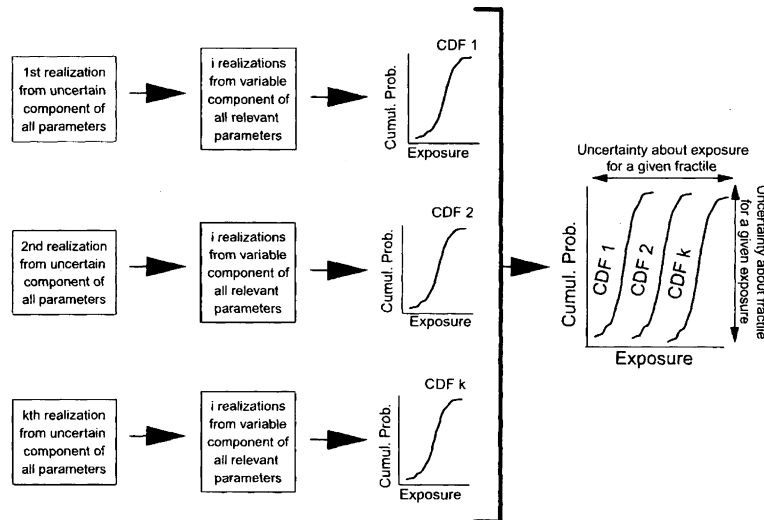 1st realization
from uncertain
component of
all parameters
i realizations
from variable
component of
all relevant
parameters
CDF 1
Cumul. Prob.
Exposure
2nd realization
from uncertain
component of
all parameters
i realizations
from variable
component of
all relevant
parameters
CDF 2
Cumul. Prob.
Exposure
kth realization
from uncertain
component of
all parameters
i realizations
from variable
component of
all relevant
parameters
CDF k
Cumul. Prob.
Exposure
Uncertainty about exposure
for a given fractile
Cumul. Prob.
CDF 1
CDF 2
CDF k
Exposure
Uncertainty about fractile
for a given exposure